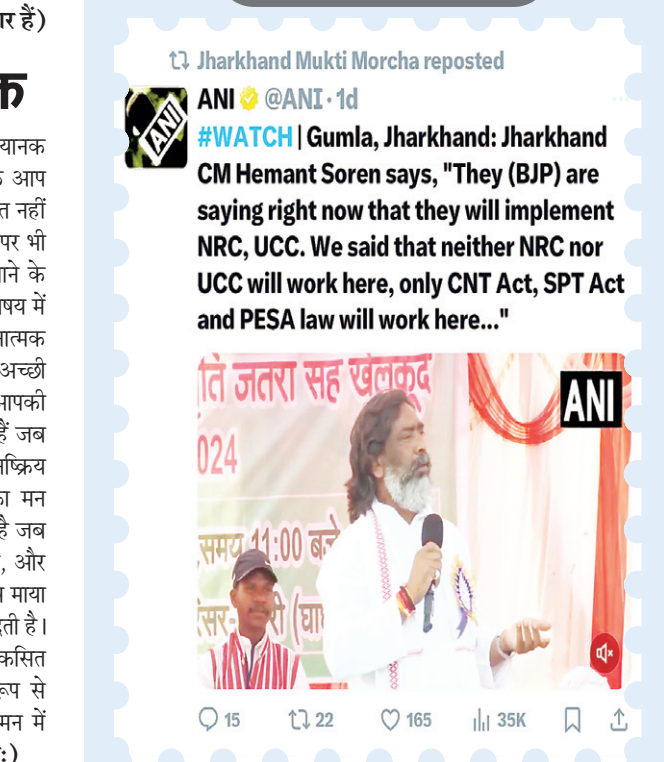 र हैं)
क
यानक
आप
त नहीं
पर भी
ाने के
षय में
ात्मक
अच्छी
आपकी
हैं जब
ष्क्रिय
का मन
है जब
, और
माया
ती है।
कसित
रूप से
मन में
:)
Jharkhand Mukti Morcha reposted
ANI @ANI · 1d
#WATCH | Gumla, Jharkhand: Jharkhand
CM Hemant Soren says, "They (BJP) are
saying right now that they will implement
NRC, UCC. We said that neither NRC nor
UCC will work here, only CNT Act, SPT Act
and PESA law will work here..."
ति जतरा सह खेलकूद
ANI
024
समय 11:00 बजे
री (घा
15 22 165 35K